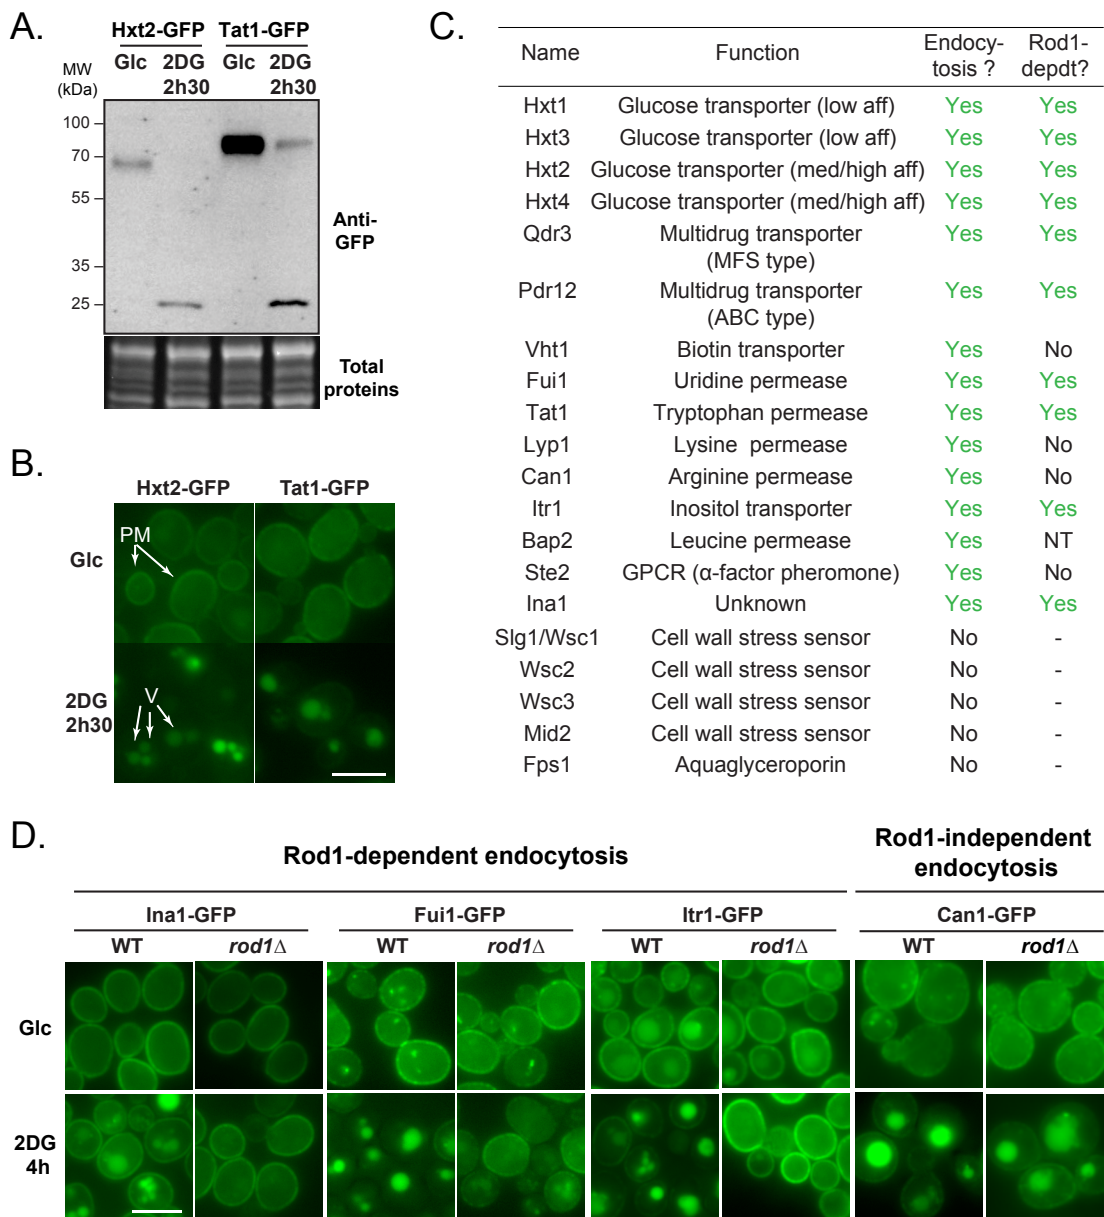 A.
Hxt2-GFP Tat1-GFP
Glc 2DG 2h30 Glc 2DG 2h30
MW (kDa)
100
70
55
35
25
Anti-GFP
Total proteins
B.
Hxt2-GFP Tat1-GFP
PM
Glc
V
2DG 2h30
C.
Name Function Endocy-tosis ? Rod1-depdt?
Hxt1 Glucose transporter (low aff) Yes Yes
Hxt3 Glucose transporter (low aff) Yes Yes
Hxt2 Glucose transporter (med/high aff) Yes Yes
Hxt4 Glucose transporter (med/high aff) Yes Yes
Qdr3 Multidrug transporter Yes Yes
(MFS type)
Pdr12 Multidrug transporter Yes Yes
(ABC type)
Vht1 Biotin transporter Yes No
Fui1 Uridine permease Yes Yes
Tat1 Tryptophan permease Yes Yes
Lyp1 Lysine permease Yes No
Can1 Arginine permease Yes No
Itr1 Inositol transporter Yes Yes
Bap2 Leucine permease Yes NT
Ste2 GPCR (α-factor pheromone) Yes No
Ina1 Unknown Yes Yes
Slg1/Wsc1 Cell wall stress sensor No -
Wsc2 Cell wall stress sensor No -
Wsc3 Cell wall stress sensor No -
Mid2 Cell wall stress sensor No -
Fps1 Aquaglyceroporin No -
D.
Rod1-dependent endocytosis
Rod1-independent
endocytosis
Ina1-GFP Fui1-GFP Itr1-GFP Can1-GFP
WT rod1Δ WT rod1Δ WT rod1Δ WT rod1Δ
Glc
2DG
4h